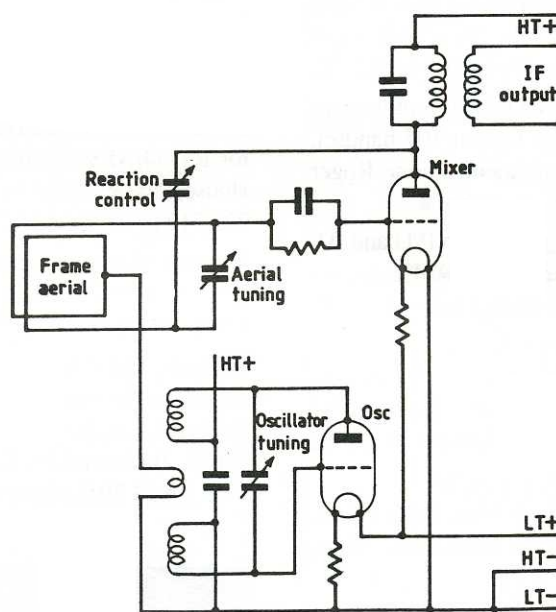 HT+
IF
output
Mixer
Reaction
control
Frame
aerial
Aerial
tuning
HT+
Oscillator
tuning
Osc
LT+
HT-
LT-